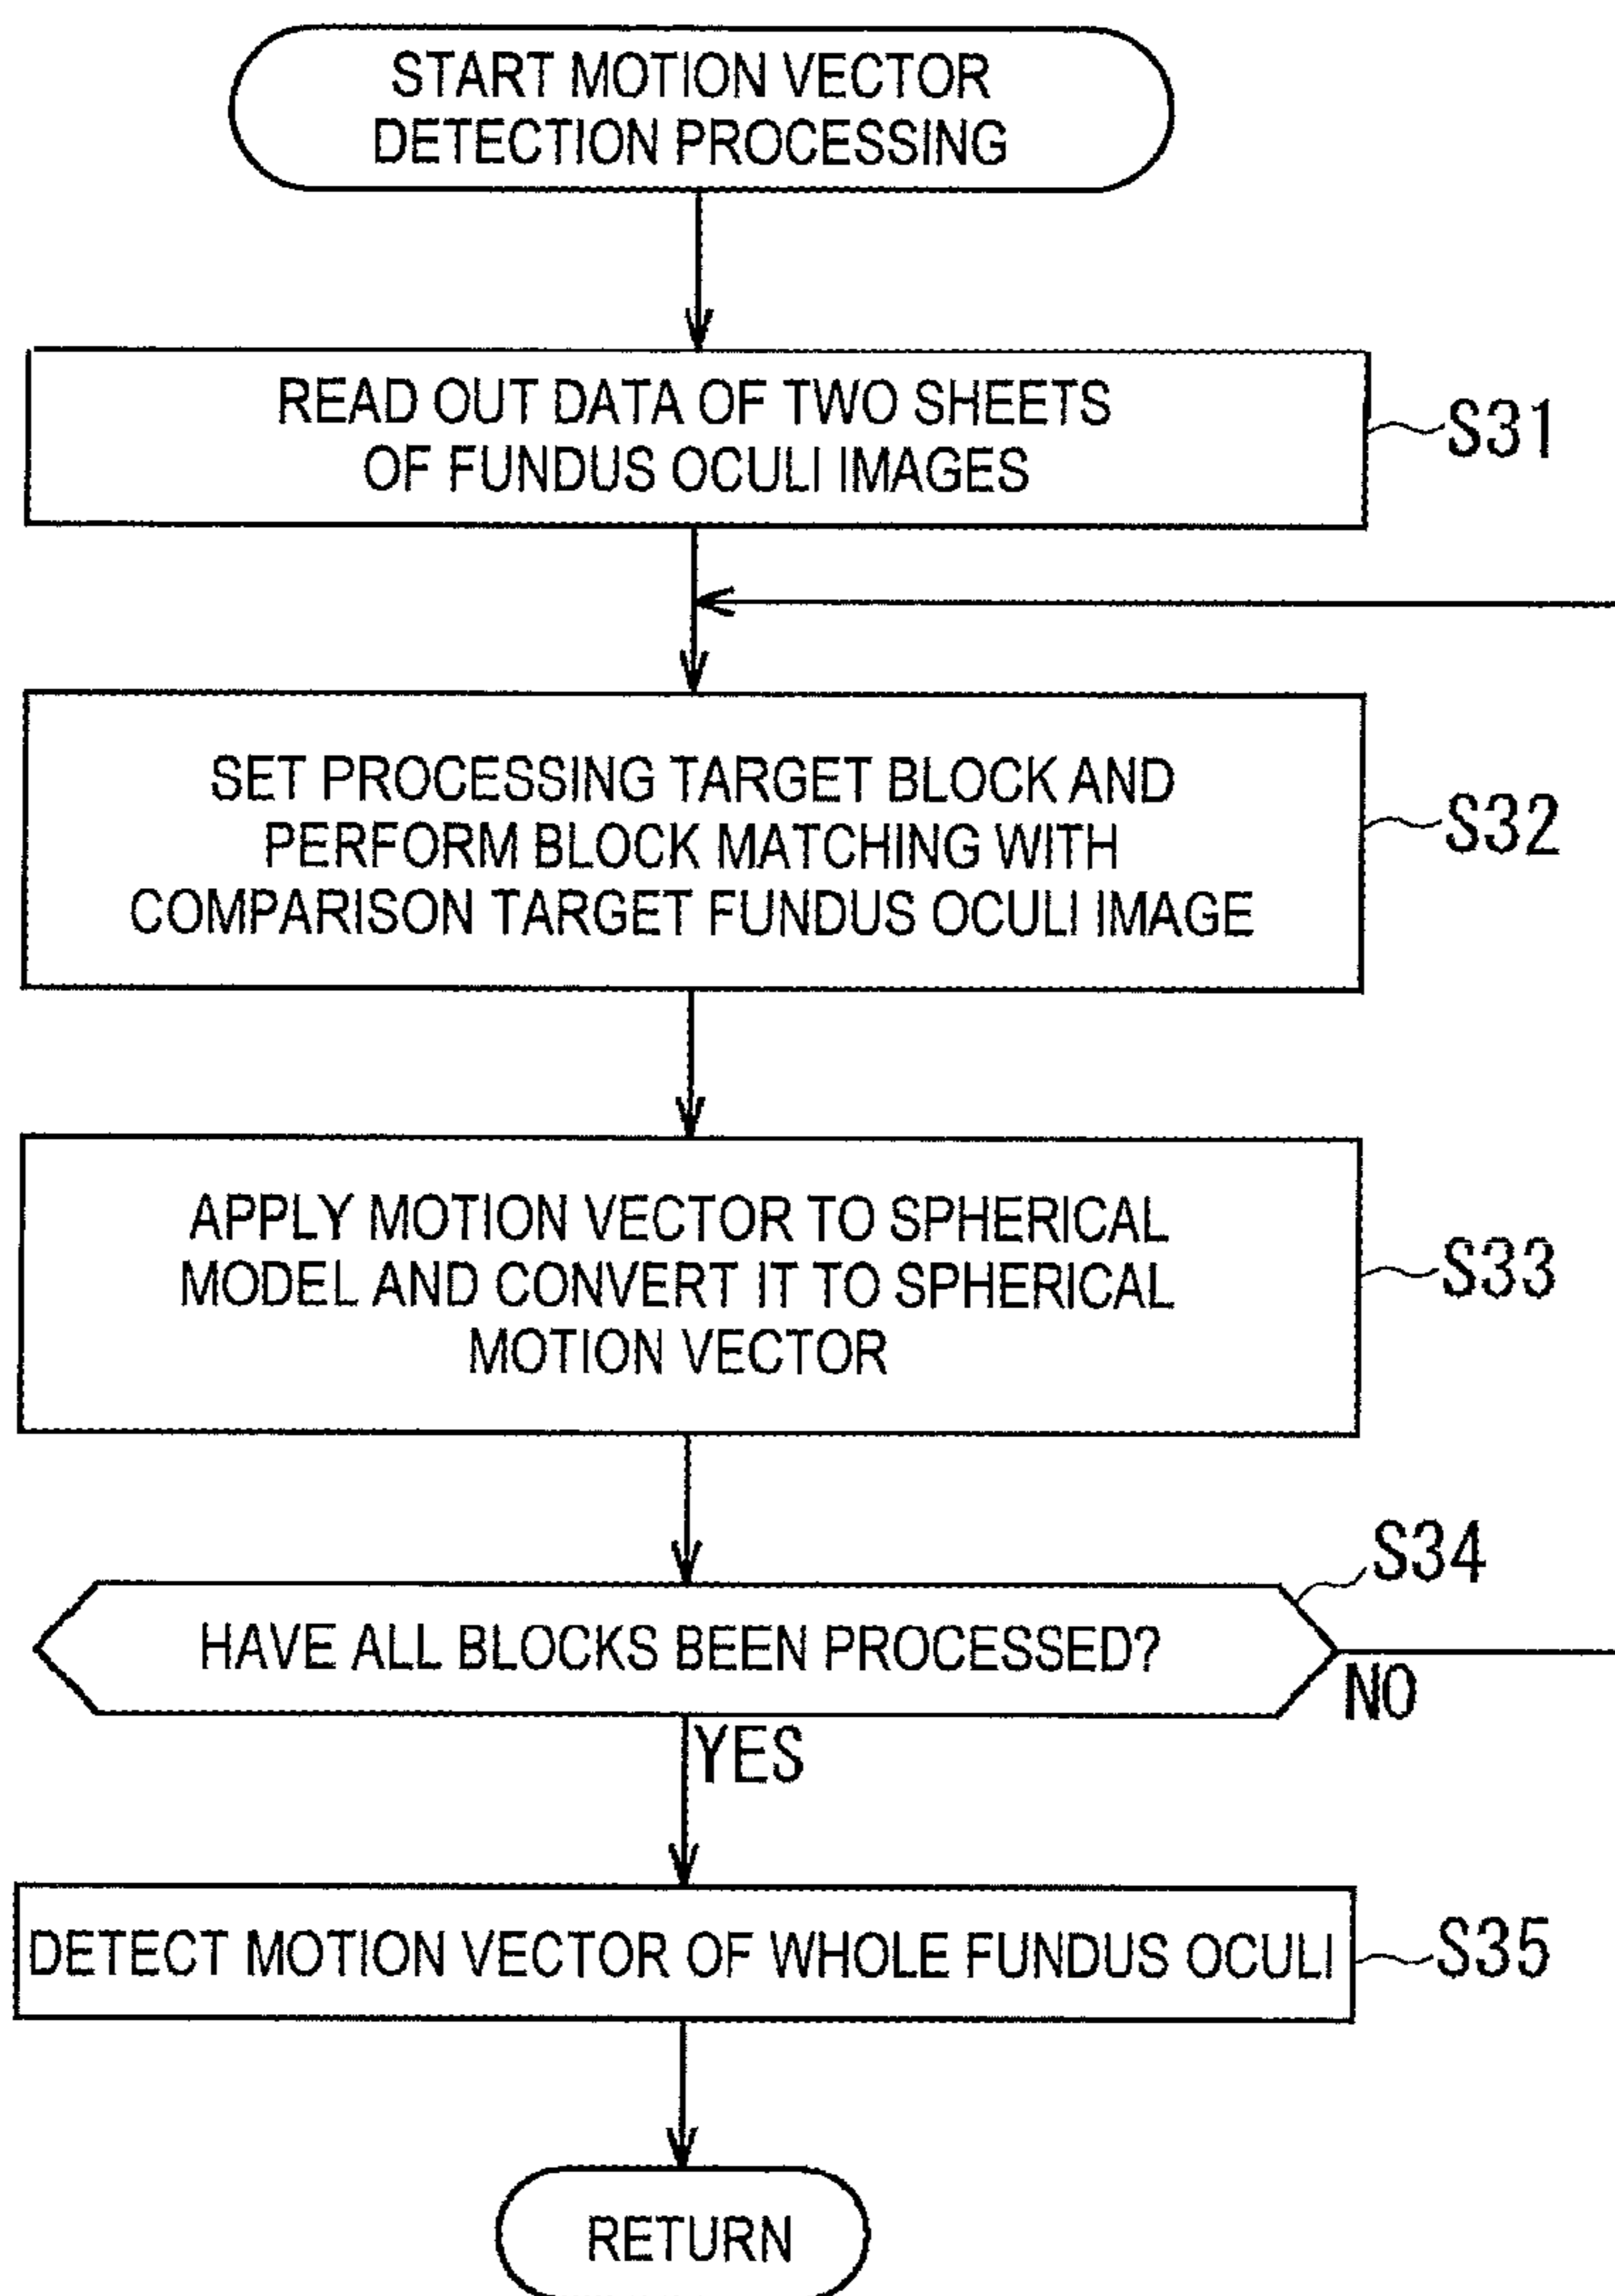 START MOTION VECTOR
DETECTION PROCESSING
READ OUT DATA OF TWO SHEETS
OF FUNDUS OCULI IMAGES
S31
SET PROCESSING TARGET BLOCK AND
PERFORM BLOCK MATCHING WITH
COMPARISON TARGET FUNDUS OCULI IMAGE
S32
APPLY MOTION VECTOR TO SPHERICAL
MODEL AND CONVERT IT TO SPHERICAL
MOTION VECTOR
S33
S34
HAVE ALL BLOCKS BEEN PROCESSED?
NO
YES
DETECT MOTION VECTOR OF WHOLE FUNDUS OCULI
S35
RETURN